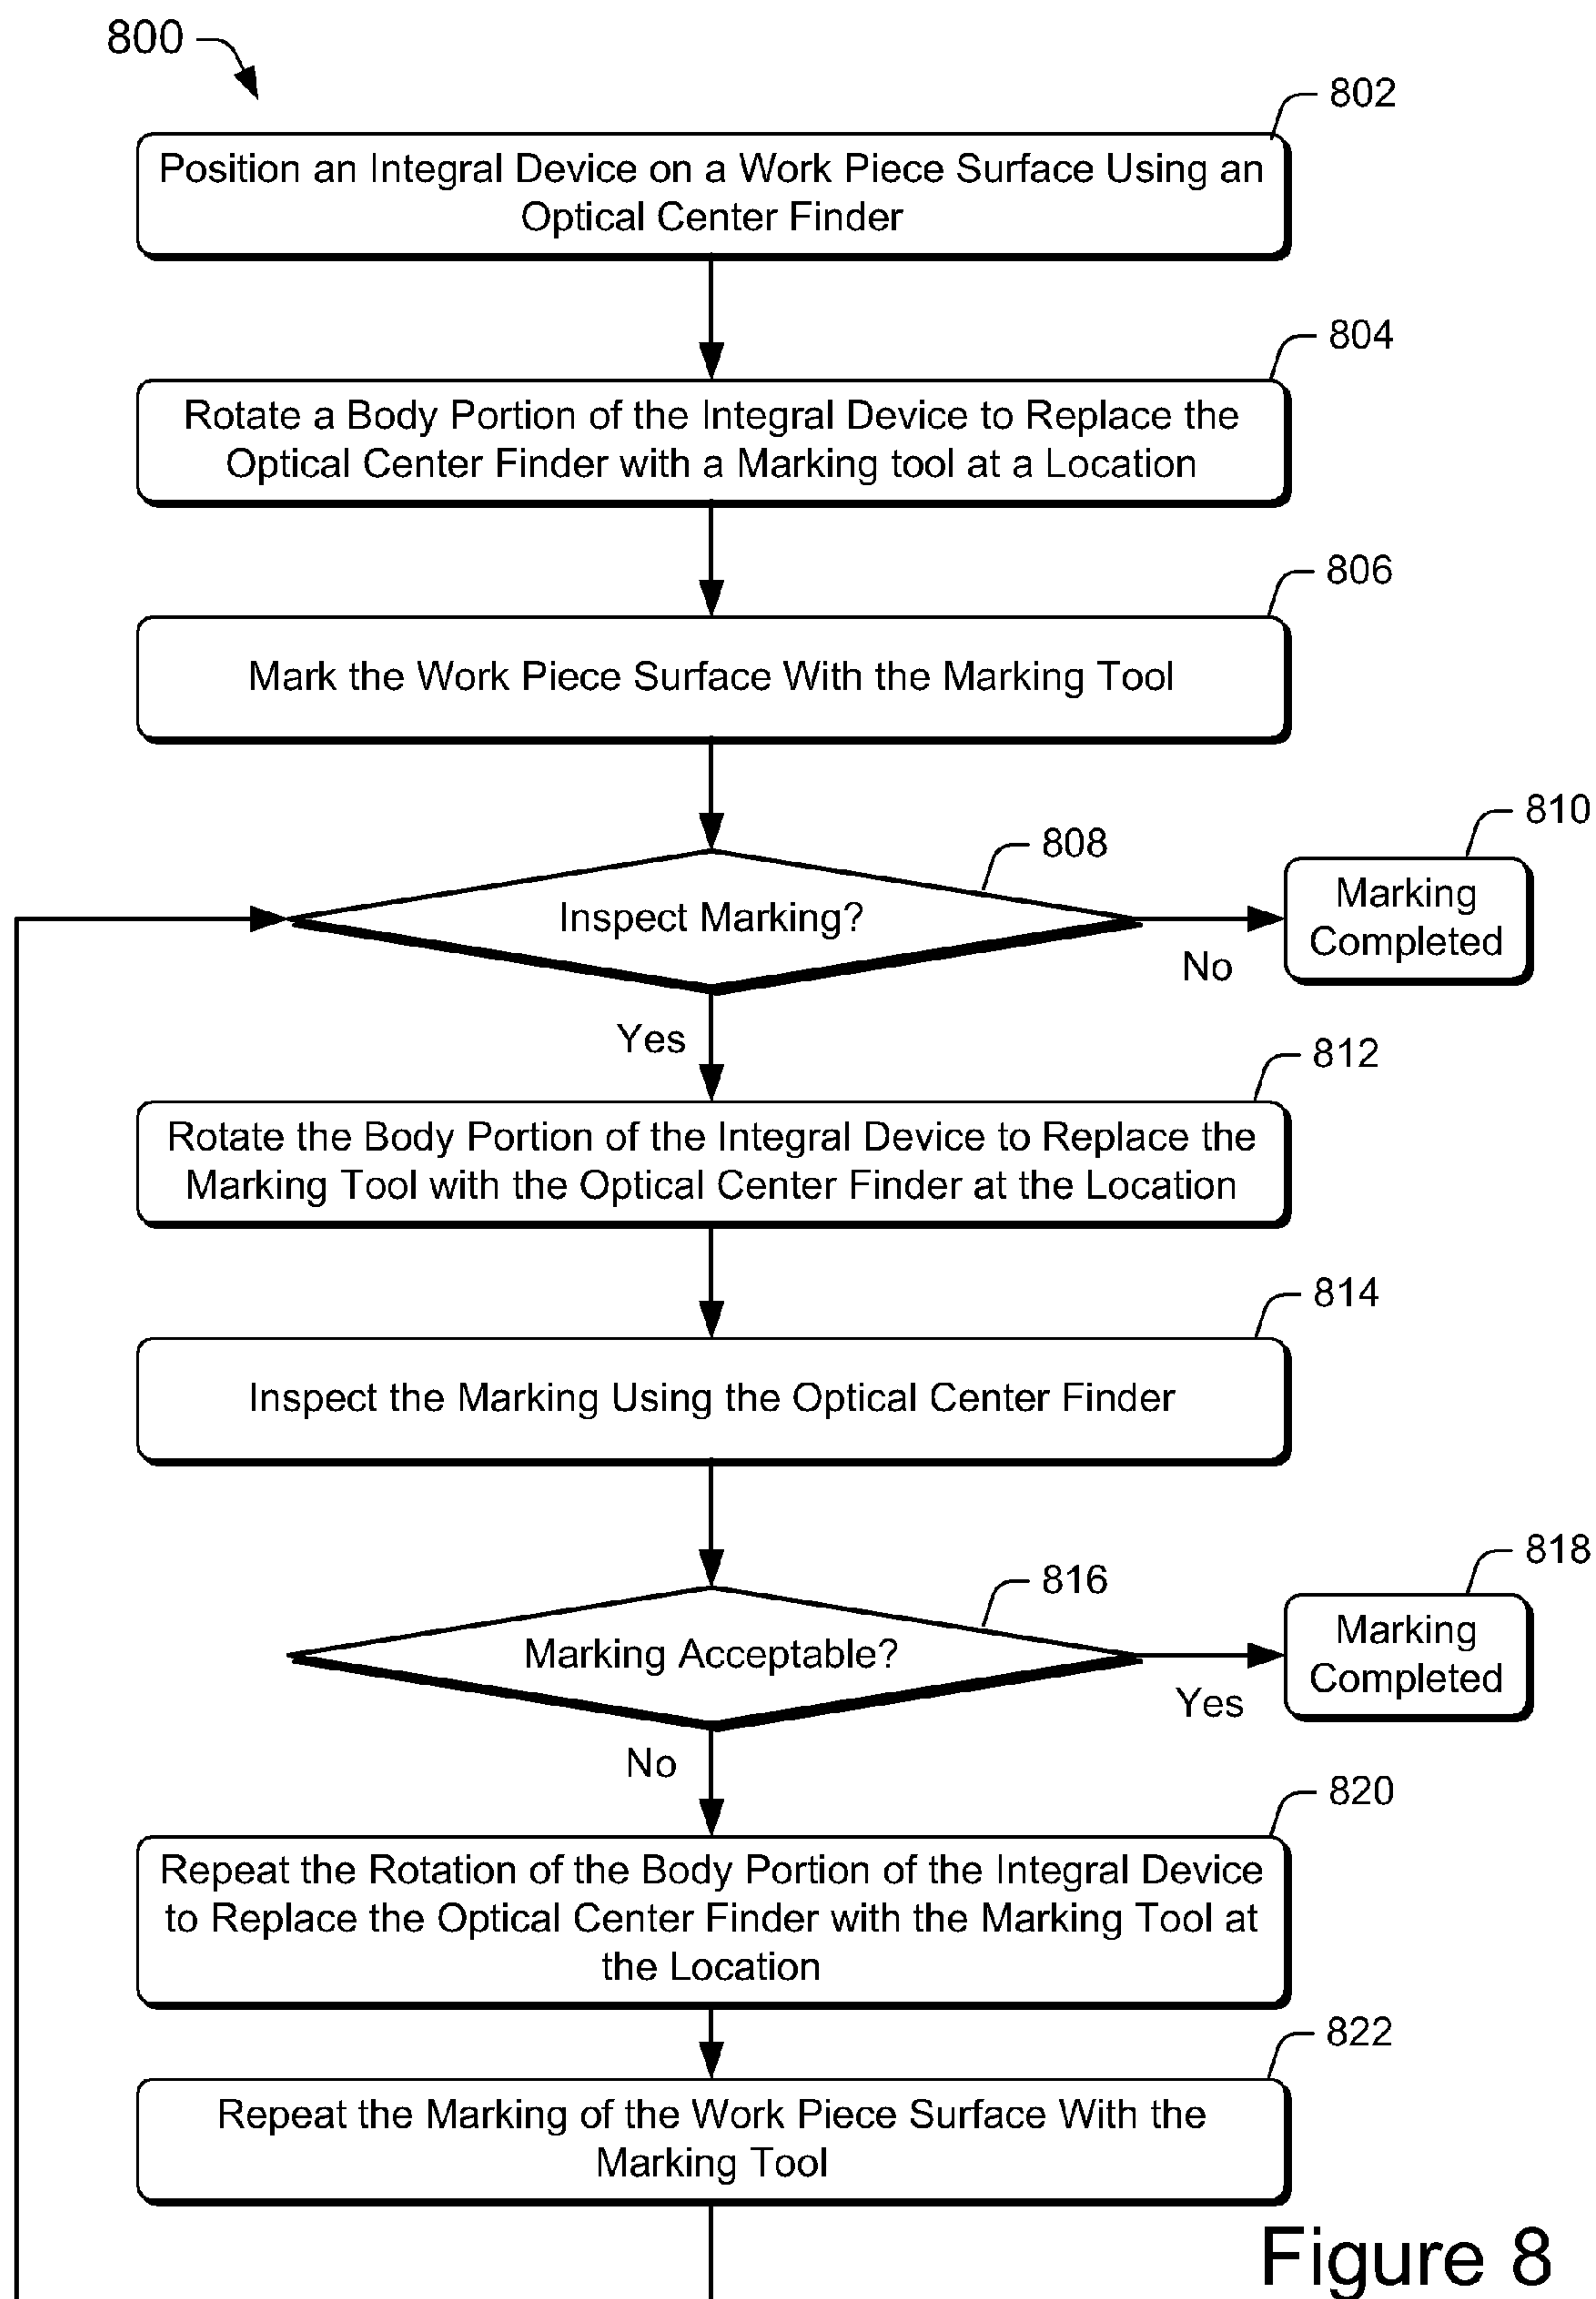 800
802
Position an Integral Device on a Work Piece Surface Using an
Optical Center Finder
804
Rotate a Body Portion of the Integral Device to Replace the
Optical Center Finder with a Marking tool at a Location
806
Mark the Work Piece Surface With the Marking Tool
808
Inspect Marking?
810
Marking
Completed
No
Yes
812
Rotate the Body Portion of the Integral Device to Replace the
Marking Tool with the Optical Center Finder at the Location
814
Inspect the Marking Using the Optical Center Finder
816
Marking Acceptable?
818
Marking
Completed
Yes
No
820
Repeat the Rotation of the Body Portion of the Integral Device
to Replace the Optical Center Finder with the Marking Tool at
the Location
822
Repeat the Marking of the Work Piece Surface With the
Marking Tool
Figure 8